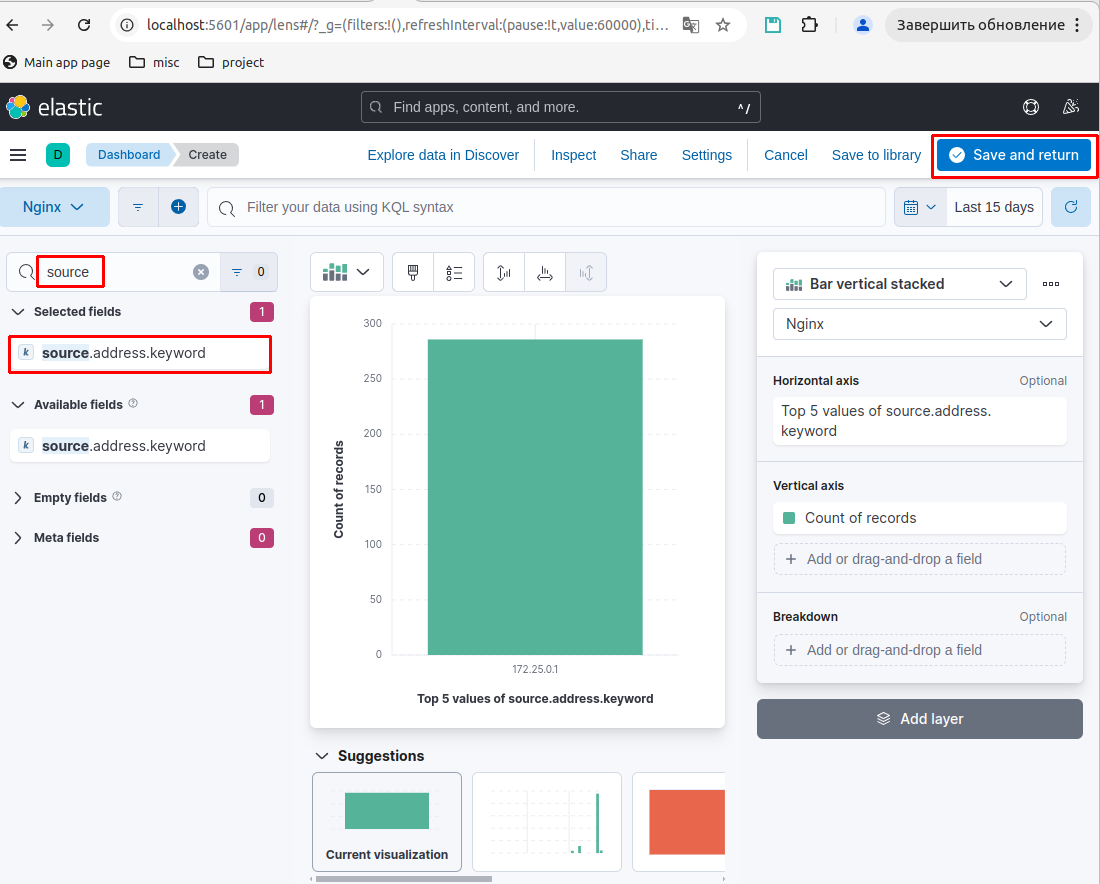 localhost:5601/app/lens#/?_g=(filters:!(),refreshInterval:(pause:!t,value:60000),ti...
Завершить обновление
Main app page
misc
project
elastic
Find apps, content, and more.
^/
D
Dashboard
Create
Explore data in Discover
Inspect
Share
Settings
Cancel
Save to library
Save and return
Nginx
Filter your data using KQL syntax
Last 15 days
source
0
Selected fields
1
k source.address.keyword
Available fields
1
k source.address.keyword
Empty fields
0
Meta fields
0
300
250
200
150
100
50
0
Count of records
172.25.0.1
Top 5 values of source.address.keyword
Suggestions
Current visualization
Bar vertical stacked
Nginx
Horizontal axis
Optional
Top 5 values of source.address.
keyword
Vertical axis
Count of records
+ Add or drag-and-drop a field
Breakdown
Optional
+ Add or drag-and-drop a field
Add layer